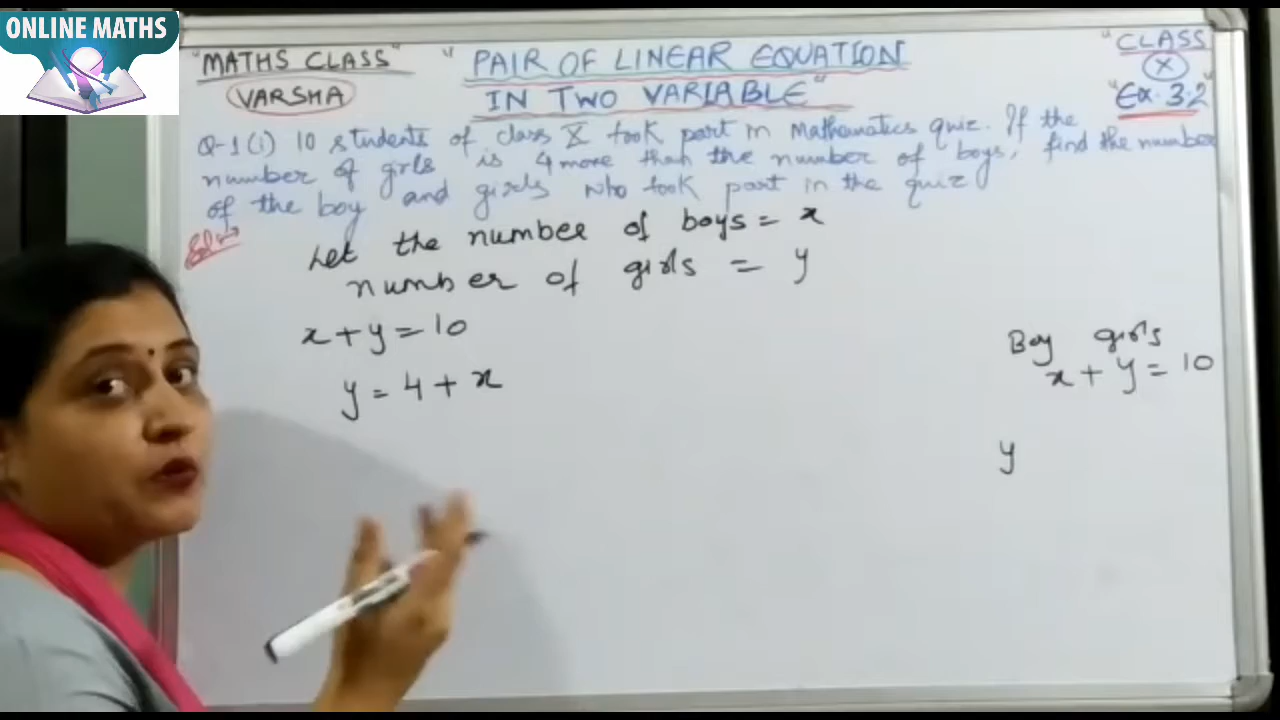 ONLINE MATHS
"MATHS CLASS"
VARSHA
"PAIR OF LINEAR EQUATION
IN TWO VARIABLE"
CLASS
X
"Ex. 3.2"
Q-1(i) 10 students of class X took part in Mathematics quiz. If the
number of girls is 4 more than the number of boys, find the number
of the boy and girls who took part in the quiz
Sol
Let the number of boys = x
number of girls = y
x + y = 10
y = 4 + x
Boy girls
x + y = 10
y